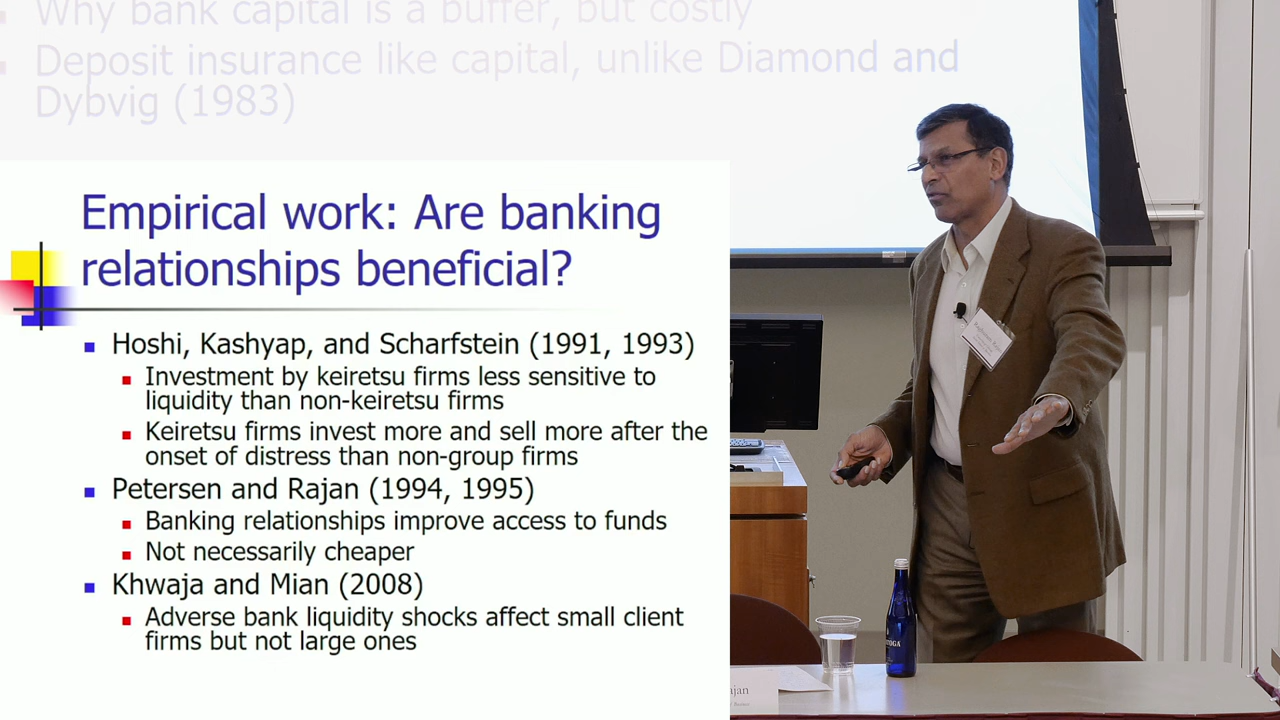 Why bank capital is a buffer, but costly
Deposit insurance like capital, unlike Diamond and
Dybvig (1983)
Empirical work: Are banking
relationships beneficial?
Hoshi, Kashyap, and Scharfstein (1991, 1993)
Investment by keiretsu firms less sensitive to
liquidity than non-keiretsu firms
Keiretsu firms invest more and sell more after the
onset of distress than non-group firms
Petersen and Rajan (1994, 1995)
Banking relationships improve access to funds
Not necessarily cheaper
Khwaja and Mian (2008)
Adverse bank liquidity shocks affect small client
firms but not large ones